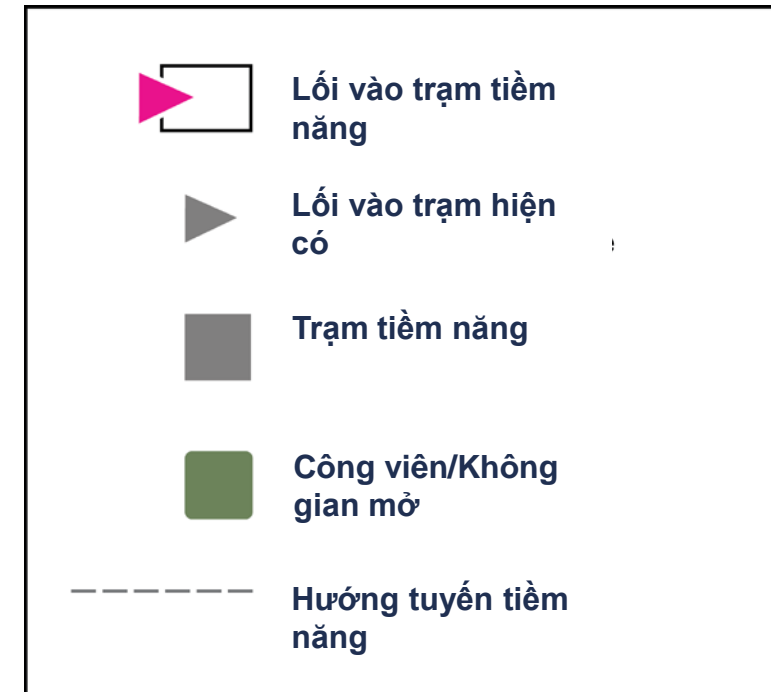 Lối vào trạm tiềm
năng
Lối vào trạm hiện
có
Trạm tiềm năng
Công viên/Không
gian mở
Hướng tuyến tiềm
năng